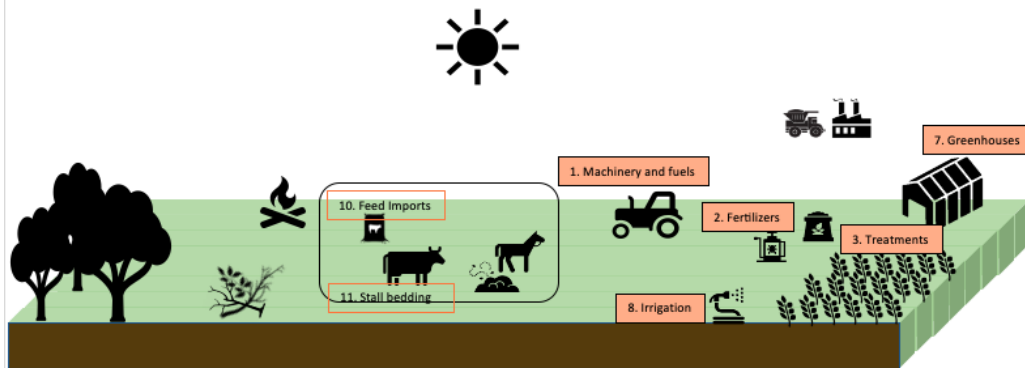 7. Greenhouses
1. Machinery and fuels
10. Feed Imports
2. Fertilizers
3. Treatments
11. Stall bedding
8. Irrigation